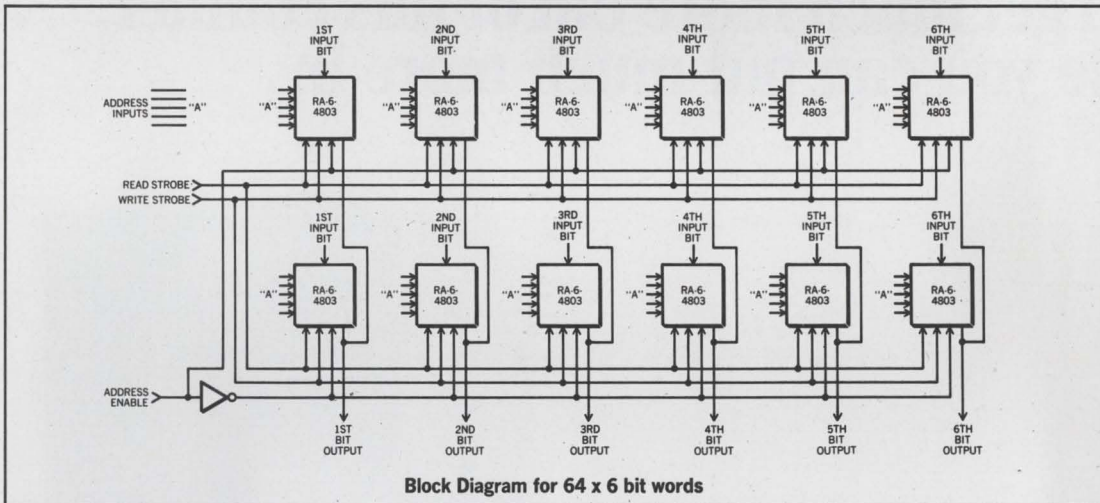 1ST
INPUT
BIT
2ND
INPUT
BIT
3RD
INPUT
BIT
4TH
INPUT
BIT
5TH
INPUT
BIT
6TH
INPUT
BIT
ADDRESS
INPUTS
"A"
"A"
RA-6-
4803
"A"
RA-6-
4803
"A"
RA-6-
4803
"A"
RA-6-
4803
"A"
RA-6-
4803
"A"
RA-6-
4803
READ STROBE
WRITE STROBE
1ST
INPUT
BIT
2ND
INPUT
BIT
3RD
INPUT
BIT
4TH
INPUT
BIT
5TH
INPUT
BIT
6TH
INPUT
BIT
"A"
RA-6-
4803
"A"
RA-6-
4803
"A"
RA-6-
4803
"A"
RA-6-
4803
"A"
RA-6-
4803
"A"
RA-6-
4803
ADDRESS
ENABLE
1ST
BIT
OUTPUT
2ND
BIT
OUTPUT
3RD
BIT
OUTPUT
4TH
BIT
OUTPUT
5TH
BIT
OUTPUT
6TH
BIT
OUTPUT
Block Diagram for 64 x 6 bit words